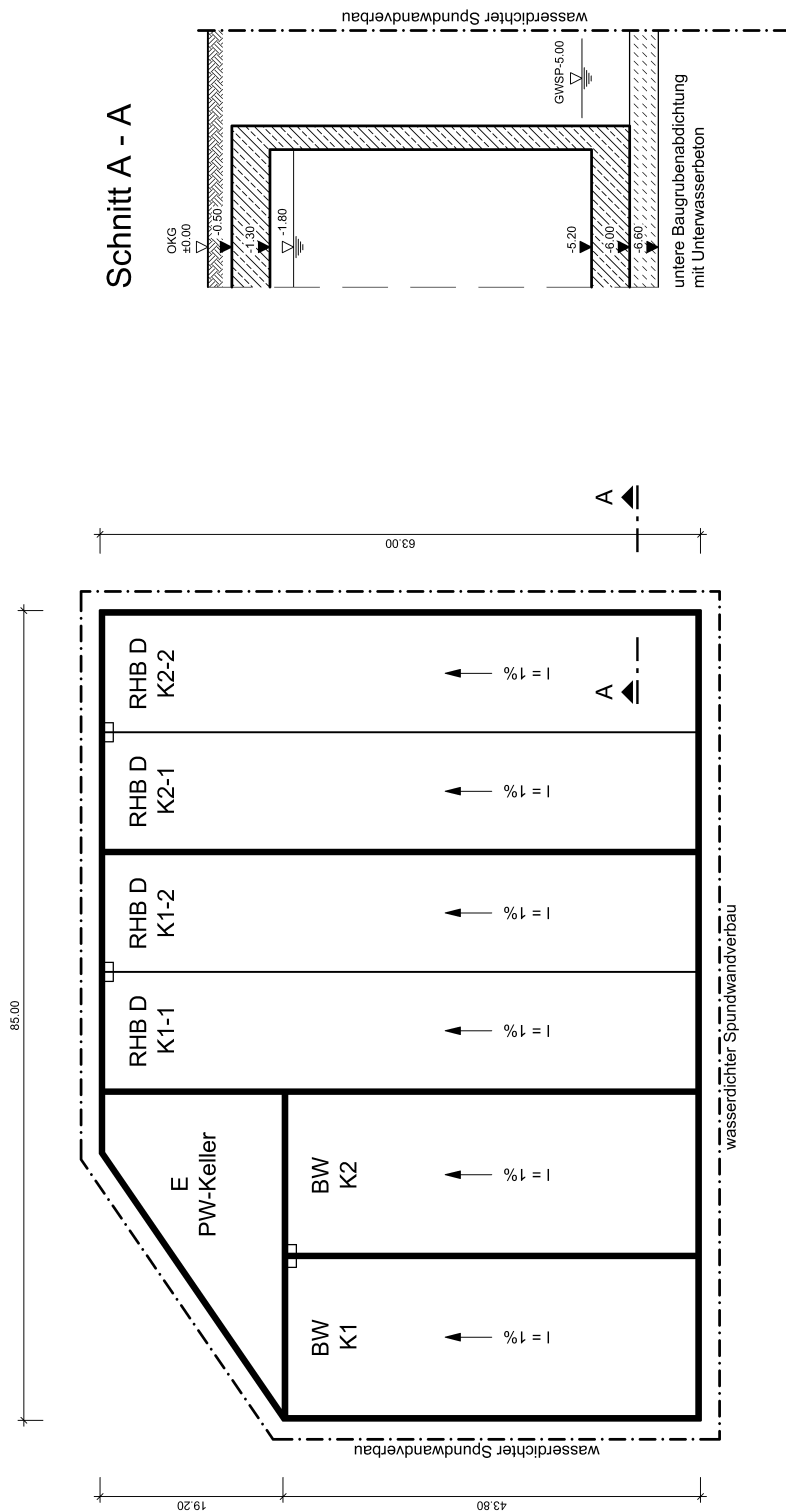 Schnitt A - A
wasserdichter Spundwandverbau
OKG
±0.00
-0.50
-1.30
-1.80
GWSP-5.00
-5.20
-6.00
-6.60
untere Baugrubenabdichtung
mit Unterwasserbeton
85.00
63.00
19.20
43.80
A
A
RHB D
K2-2
I = 1%
RHB D
K2-1
I = 1%
RHB D
K1-2
I = 1%
RHB D
K1-1
I = 1%
E
PW-Keller
BW
K2
I = 1%
BW
K1
I = 1%
wasserdichter Spundwandverbau
wasserdichter Spundwandverbau